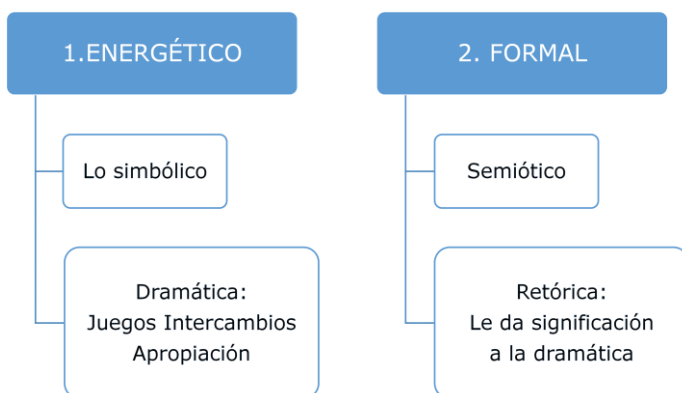 1.ENERGÉTICO
Lo simbólico
Dramática:
Juegos Intercambios
Apropiación
2. FORMAL
Semiótico
Retórica:
Le da significación
a la dramática